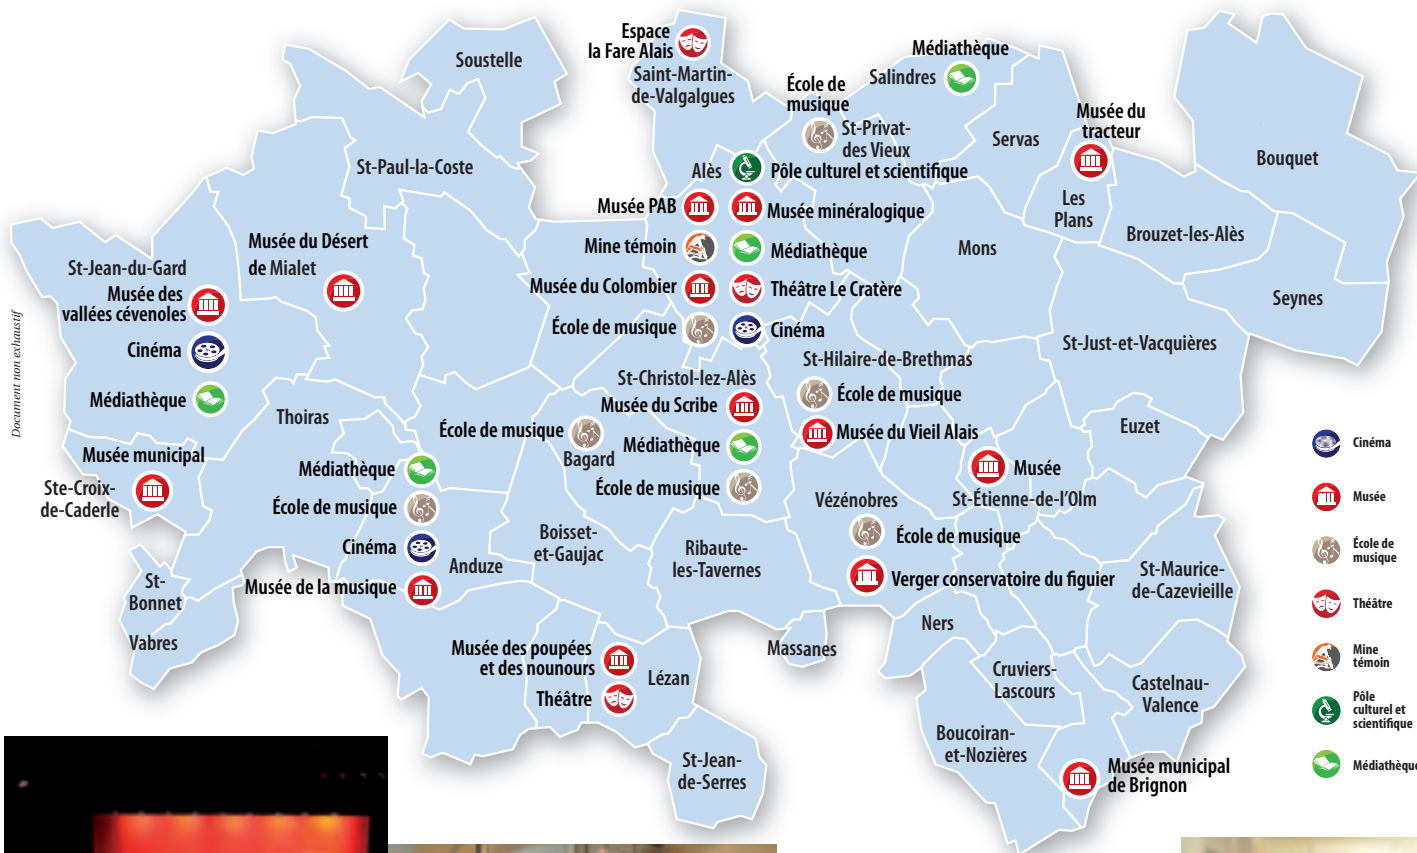 Espace
la Fare Alais
Saint-Martin-
de-Valgalgues
Soustelle
Médiathèque
Salindres
École de
musique
St-Privat-
des Vieux
Servas
Musée du
tracteur
Les
Plans
Bouquet
Brouzet-les-Alès
Seynes
St-Paul-la-Coste
Alès
Pôle culturel et scientifique
Musée PAB
Musée minéralogique
Mine témoin
Médiathèque
Musée du Colombier
Théâtre Le Cratère
École de musique
Cinéma
Mons
St-Just-et-Vacquières
Musée du Désert
de Mialet
St-Jean-du-Gard
Musée des
vallées cévenoles
Cinéma
Médiathèque
Document non exhaustif
Thoiras
Musée municipal
Ste-Croix-
de-Caderle
St-Christol-lez-Alès
Musée du Scribe
Médiathèque
École de musique
St-Hilaire-de-Brethmas
École de musique
Musée du Vieil Alais
École de musique
Bagard
Euzet
Musée
St-Étienne-de-l'Olm
Médiathèque
École de musique
Cinéma
Anduze
Musée de la musique
Boisset-
et-Gaujac
Ribaute-
les-Tavernes
Vézénobres
École de musique
Verger conservatoire du figuier
St-Maurice-
de-Cazevieille
St-
Bonnet
Vabres
Musée des poupées
et des nounours
Théâtre
Lézan
Massanes
Ners
Cruviers-
Lascours
Castelnau-
Valence
Boucoiran-
et-Nozières
St-Jean-
de-Serres
Musée municipal
de Brignon
Cinéma
Musée
École de
musique
Théâtre
Mine
témoin
Pôle
culturel et
scientifique
Médiathèque